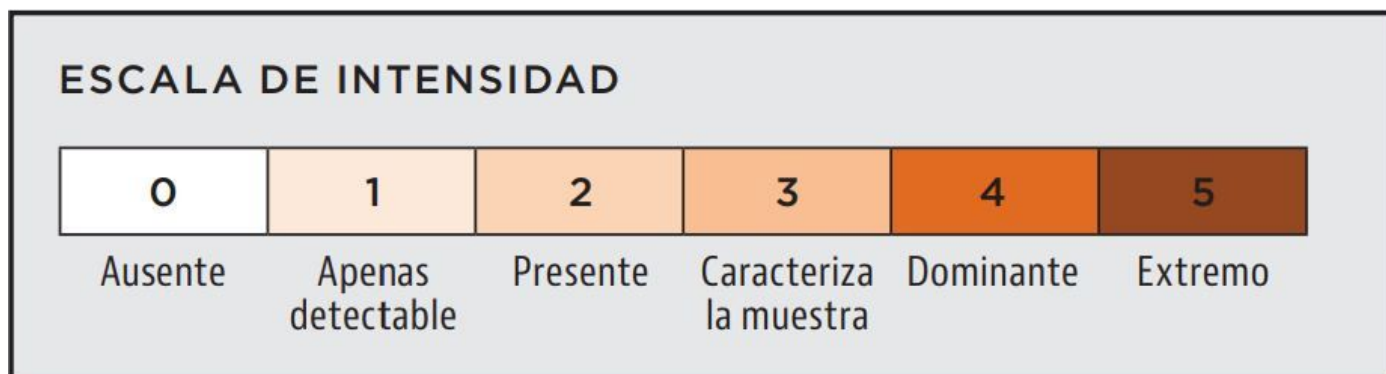 ESCALA DE INTENSIDAD
0 1 2 3 4 5
Ausente Apenas detectable Presente Caracteriza la muestra Dominante Extremo